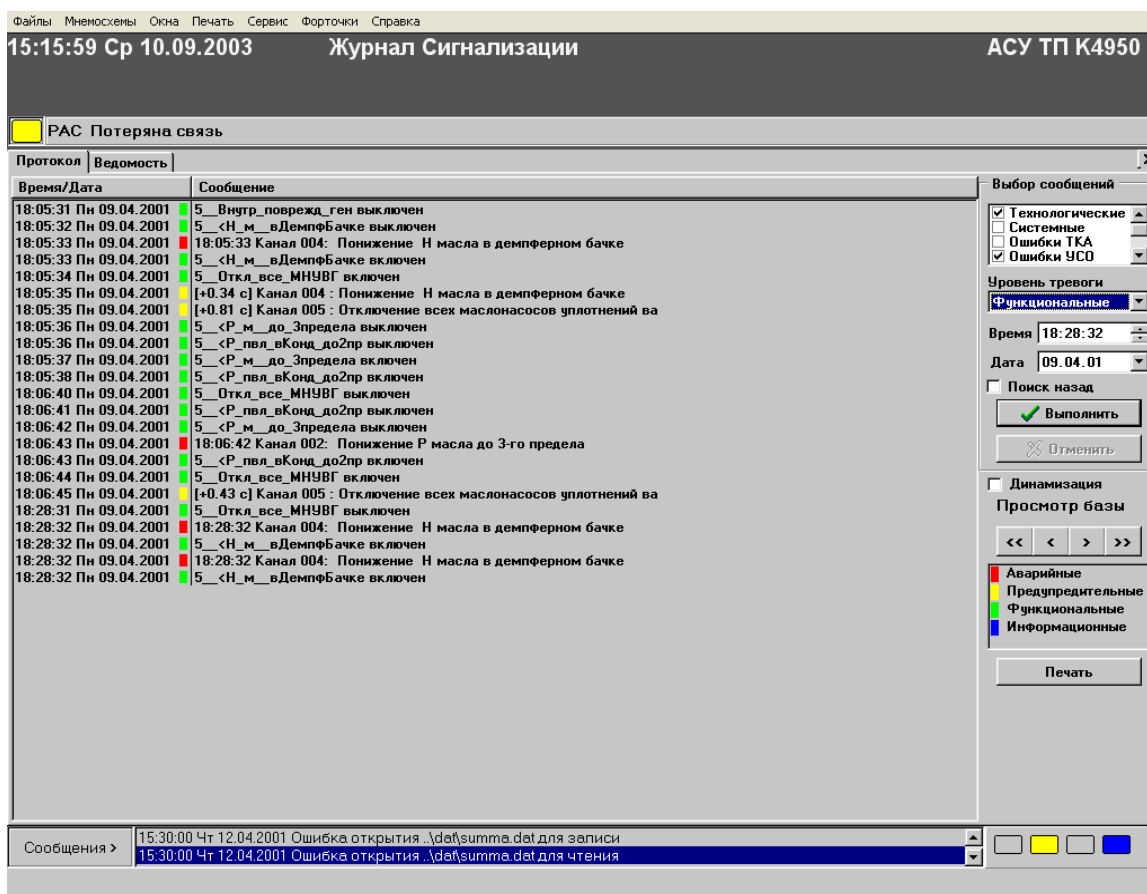 Файлы Мнемосхемы Окна Печать Сервис Форточки Справка
15:15:59 Ср 10.09.2003 Журнал Сигнализации АСУ ТП К4950
РАС Потеряна связь
Протокол Ведомость
Время/Дата Сообщение
18:05:31 Пн 09.04.2001 5__Внутр_поврежд_ген выключен
18:05:32 Пн 09.04.2001 5__<Н_м__вДемпфБачке выключен
18:05:33 Пн 09.04.2001 18:05:33 Канал 004: Понижение Н масла в демпферном бачке
18:05:33 Пн 09.04.2001 5__<Н_м__вДемпфБачке включен
18:05:34 Пн 09.04.2001 5__Откл_все_МНУВГ включен
18:05:35 Пн 09.04.2001 [+0.34 с] Канал 004 : Понижение Н масла в демпферном бачке
18:05:35 Пн 09.04.2001 [+0.81 с] Канал 005 : Отключение всех маслонасосов уплотнений ва
18:05:36 Пн 09.04.2001 5__<Р_м__до_3предела выключен
18:05:36 Пн 09.04.2001 5__<Р_пвл_вКонд_до2пр выключен
18:05:37 Пн 09.04.2001 5__<Р_м__до_3предела включен
18:05:38 Пн 09.04.2001 5__<Р_пвл_вКонд_до2пр включен
18:06:40 Пн 09.04.2001 5__Откл_все_МНУВГ выключен
18:06:41 Пн 09.04.2001 5__<Р_пвл_вКонд_до2пр выключен
18:06:42 Пн 09.04.2001 5__<Р_м__до_3предела выключен
18:06:43 Пн 09.04.2001 18:06:42 Канал 002: Понижение Р масла до 3-го предела
18:06:43 Пн 09.04.2001 5__<Р_пвл_вКонд_до2пр включен
18:06:44 Пн 09.04.2001 5__Откл_все_МНУВГ включен
18:06:45 Пн 09.04.2001 [+0.43 с] Канал 005 : Отключение всех маслонасосов уплотнений ва
18:28:31 Пн 09.04.2001 5__Откл_все_МНУВГ выключен
18:28:32 Пн 09.04.2001 18:28:32 Канал 004: Понижение Н масла в демпферном бачке
18:28:32 Пн 09.04.2001 5__<Н_м__вДемпфБачке включен
18:28:32 Пн 09.04.2001 18:28:32 Канал 004: Понижение Н масла в демпферном бачке
18:28:32 Пн 09.04.2001 5__<Н_м__вДемпфБачке включен
Выбор сообщений
Технологические
Системные
Ошибки ТКА
Ошибки УСО
Уровень тревоги
Функциональные
Время 18:28:32
Дата 09.04.01
Поиск назад
Выполнить
Отменить
Динамизация
Просмотр базы
<< < > >>
Аварийные
Предупредительные
Функциональные
Информационные
Печать
Сообщения >
15:30:00 Чт 12.04.2001 Ошибка открытия ..\dat\summa.dat для записи
15:30:00 Чт 12.04.2001 Ошибка открытия ..\dat\summa.dat для чтения